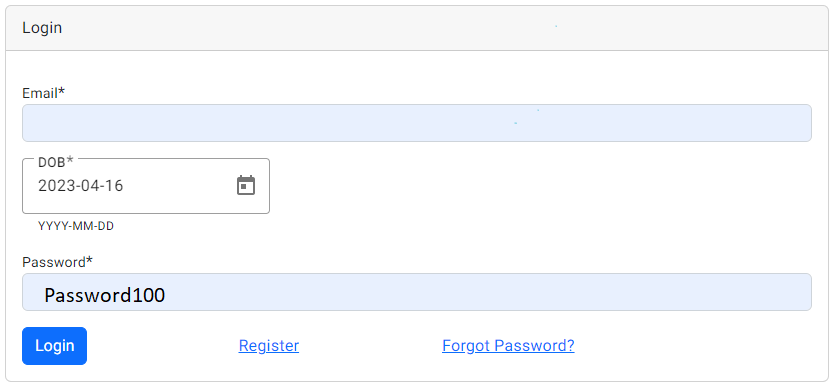 Login
Email*
DOB*
2023-04-16
YYYY-MM-DD
Password*
Password100
Login Register Forgot Password?